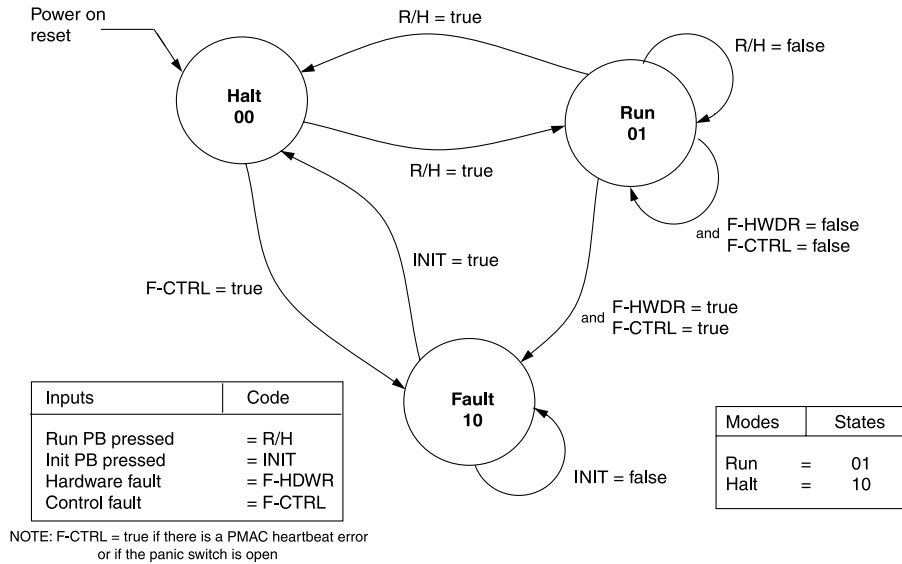 Power on
reset
R/H = true
R/H = false
Halt
00
Run
01
R/H = true
and F-HWDR = false
F-CTRL = false
INIT = true
F-CTRL = true
and F-HWDR = true
F-CTRL = true
Fault
10
INIT = false
Inputs Code
Run PB pressed = R/H
Init PB pressed = INIT
Hardware fault = F-HDWR
Control fault = F-CTRL
NOTE: F-CTRL = true if there is a PMAC heartbeat error
or if the panic switch is open
Modes States
Run = 01
Halt = 10